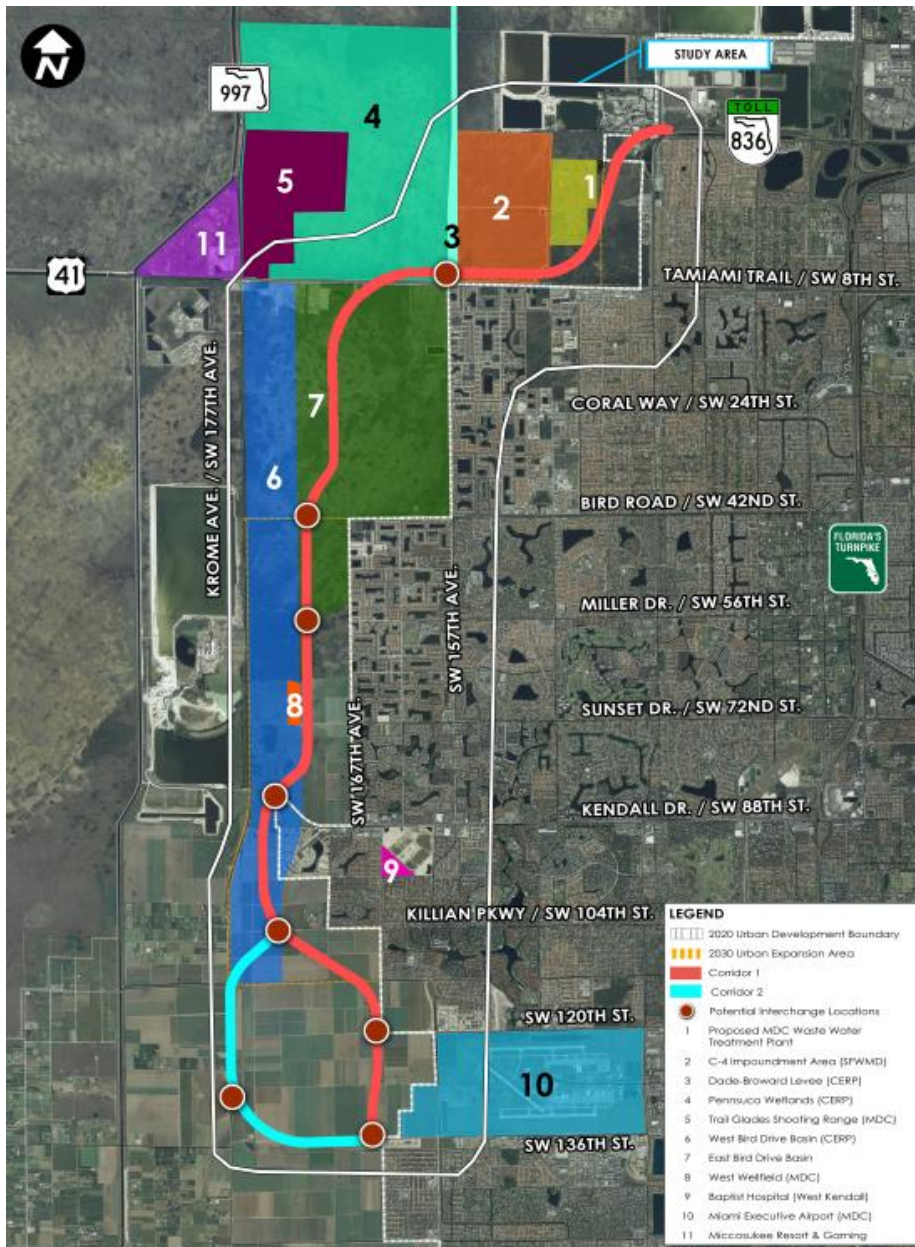 N
997
STUDY AREA
TOLL
836
4
5
2
1
11
3
41
TAMIAMI TRAIL / SW 8TH ST.
KROME AVE. / SW 177TH AVE.
7
CORAL WAY / SW 24TH ST.
6
BIRD ROAD / SW 42ND ST.
FLORIDA'S
TURNPIKE
MILLER DR. / SW 56TH ST.
SW 157TH AVE.
8
SUNSET DR. / SW 72ND ST.
SW 167TH AVE.
KENDALL DR. / SW 88TH ST.
9
KILLIAN PKWY / SW 104TH ST.
SW 120TH ST.
10
SW 136TH ST.
LEGEND
2020 Urban Development Boundary
2030 Urban Expansion Area
Corridor 1
Corridor 2
Potential Interchange Locations
1 Proposed MDC Waste Water
Treatment Plant
2 C-4 Impoundment Area (SFWMD)
3 Dade-Broward Levee (CERP)
4 Pennsuco Wetlands (CERP)
5 Trail Glades Shooting Range (MDC)
6 West Bird Drive Basin (CERP)
7 East Bird Drive Basin
8 West Wellfield (MDC)
9 Baptist Hospital (West Kendall)
10 Miami Executive Airport (MDC)
11 Miccosukee Resort & Gaming